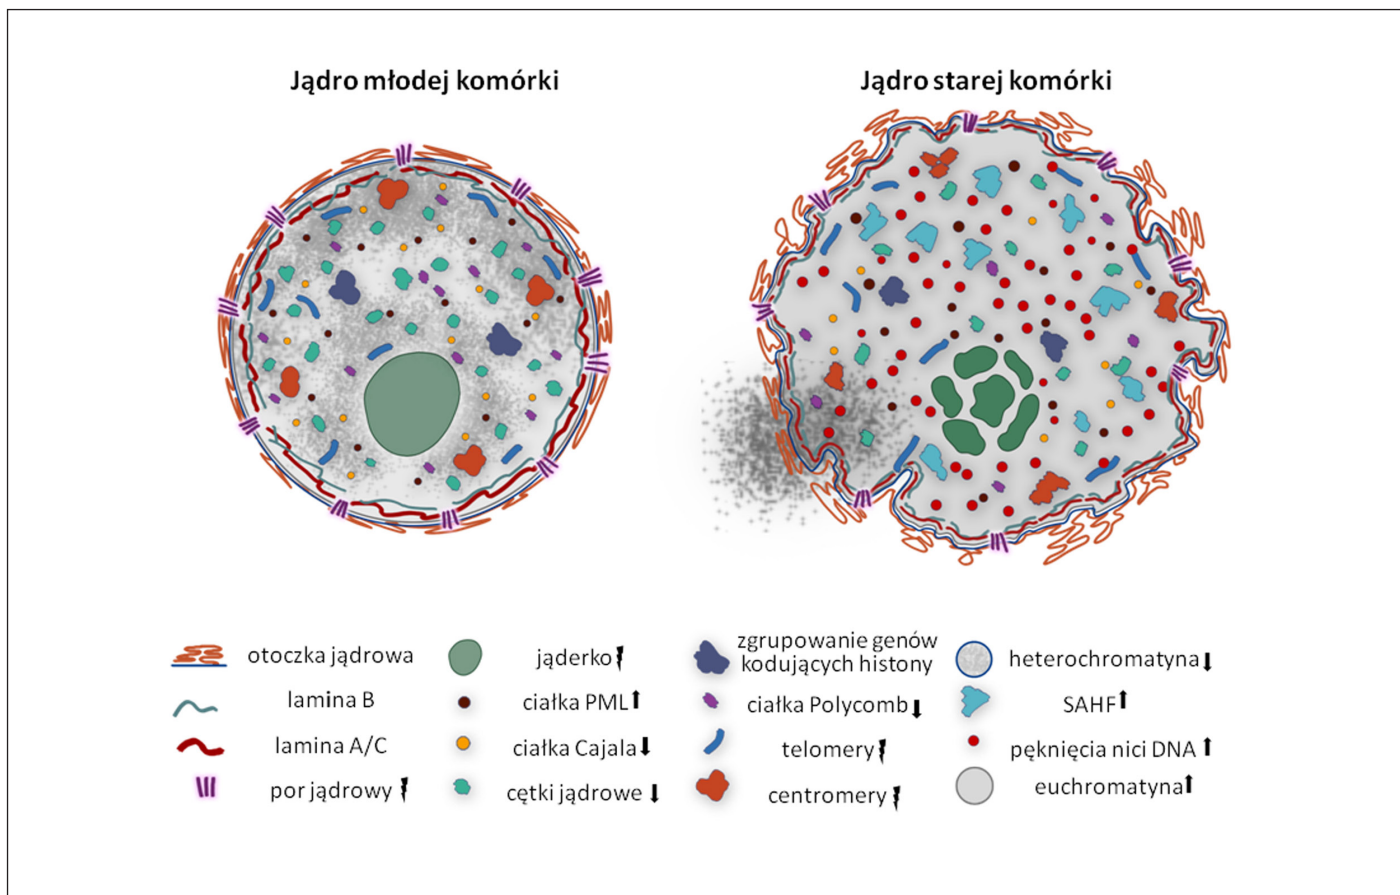 Jądro młodej komórki
Jądro starej komórki
otoczka jądrowa
lamina B
lamina A/C
por jądrowy
jąderko
ciałka PML⬆
ciałka Cajala⬇
cętki jądrowe ⬇
zgrupowanie genów
kodujących histony
ciałka Polycomb⬇
telomery
centromery
heterochromatyna⬇
SAHF⬆
pęknięcia nici DNA ⬆
euchromatyna⬆